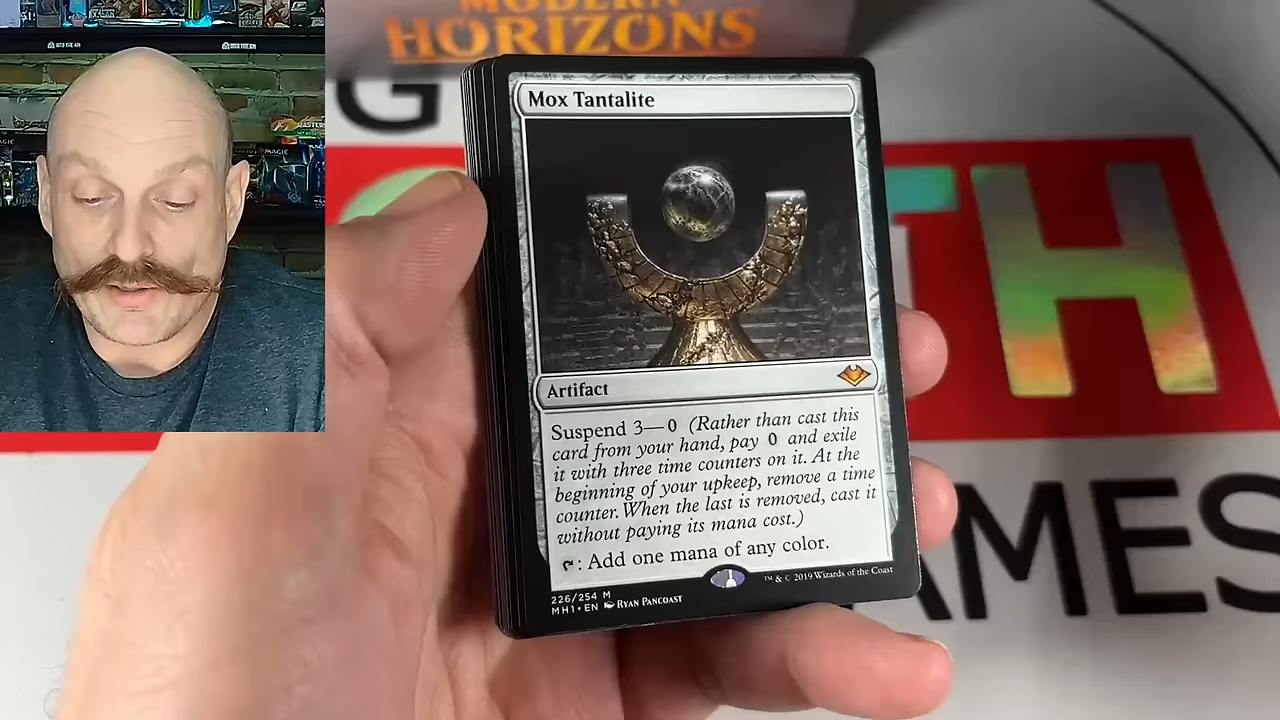 MODERN
HORIZONS
MAGIC
G
TH
AMES
Mox Tantalite
Artifact
Suspend 3—0 (Rather than cast this
card from your hand, pay 0 and exile
it with three time counters on it. At the
beginning of your upkeep, remove a time
counter. When the last is removed, cast it
without paying its mana cost.)
: Add one mana of any color.
226/254 M
MH1 • EN Ryan Pancoast
™ & © 2019 Wizards of the Coast